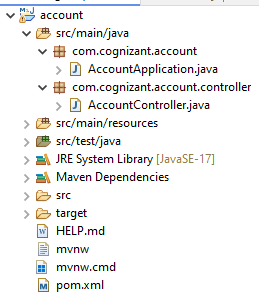 account
src/main/java
com.cognizant.account
AccountApplication.java
com.cognizant.account.controller
AccountController.java
src/main/resources
src/test/java
JRE System Library [JavaSE-17]
Maven Dependencies
src
target
HELP.md
mvnw
mvnw.cmd
pom.xml